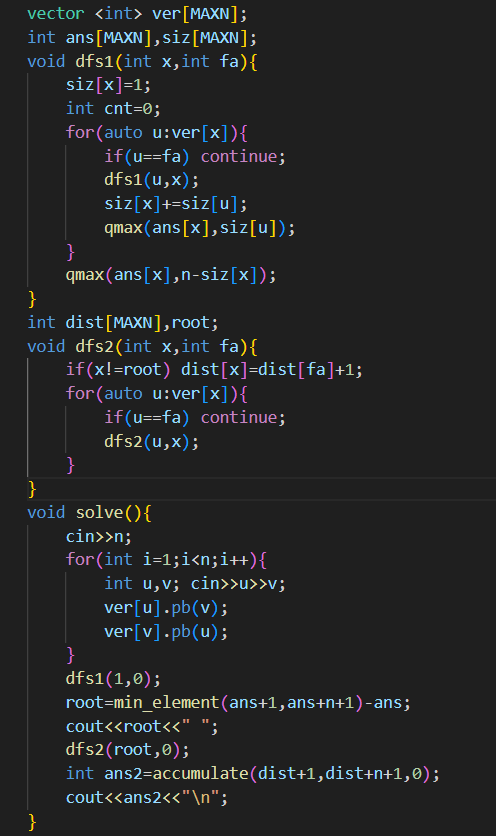 vector <int> ver[MAXN];
int ans[MAXN],siz[MAXN];
void dfs1(int x,int fa){
    siz[x]=1;
    int cnt=0;
    for(auto u:ver[x]){
        if(u==fa) continue;
        dfs1(u,x);
        siz[x]+=siz[u];
        qmax(ans[x],siz[u]);
    }
    qmax(ans[x],n-siz[x]);
}
int dist[MAXN],root;
void dfs2(int x,int fa){
    if(x!=root) dist[x]=dist[fa]+1;
    for(auto u:ver[x]){
        if(u==fa) continue;
        dfs2(u,x);
    }
}
void solve(){
    cin>>n;
    for(int i=1;i<n;i++){
        int u,v; cin>>u>>v;
        ver[u].pb(v);
        ver[v].pb(u);
    }
    dfs1(1,0);
    root=min_element(ans+1,ans+n+1)-ans;
    cout<<root<<" ";
    dfs2(root,0);
    int ans2=accumulate(dist+1,dist+n+1,0);
    cout<<ans2<<"\n";
}